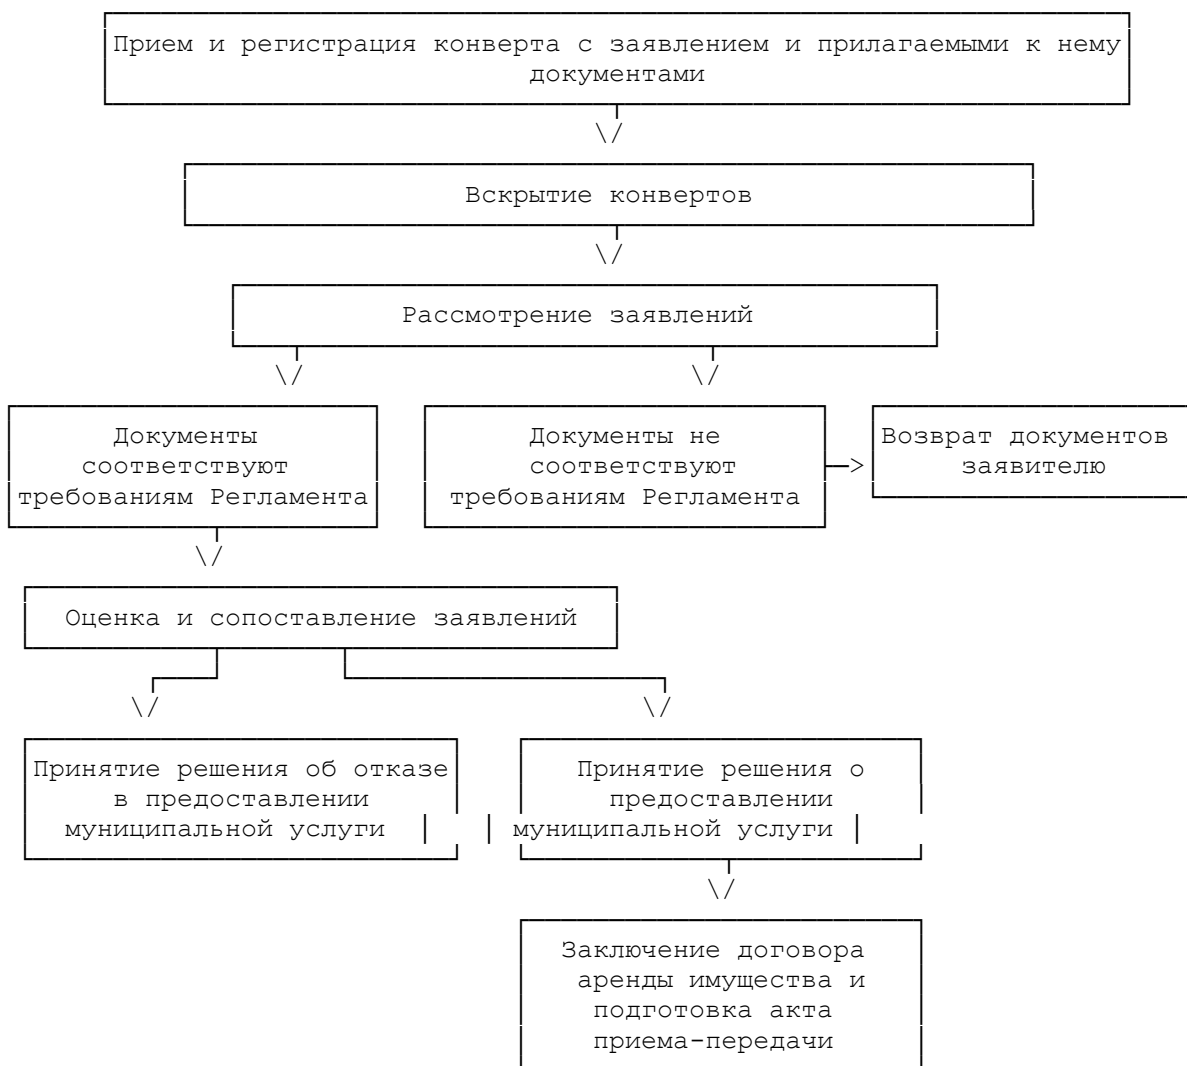 Прием и регистрация конверта с заявлением и прилагаемыми к нему
документами
\/
Вскрытие конвертов
\/
Рассмотрение заявлений
\/
\/
Документы
соответствуют
требованиям Регламента
Документы не
соответствуют
требованиям Регламента
—>
Возврат документов
заявителю
\/
Оценка и сопоставление заявлений
\/
\/
Принятие решения об отказе
в предоставлении
муниципальной услуги |
Принятие решения о
предоставлении
| муниципальной услуги |
\/
Заключение договора
аренды имущества и
подготовка акта
приема-передачи